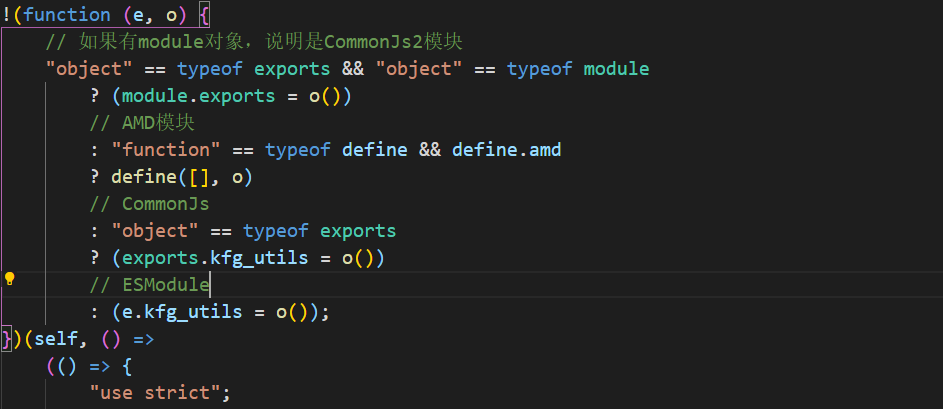 !(function (e, o) {
// 如果有module对象，说明是CommonJs2模块
"object" == typeof exports && "object" == typeof module
? (module.exports = o())
// AMD模块
: "function" == typeof define && define.amd
? define([], o)
// CommonJs
: "object" == typeof exports
? (exports.kfg_utils = o())
// ESModule
: (e.kfg_utils = o());
})(self, () =>
(() => {
"use strict";